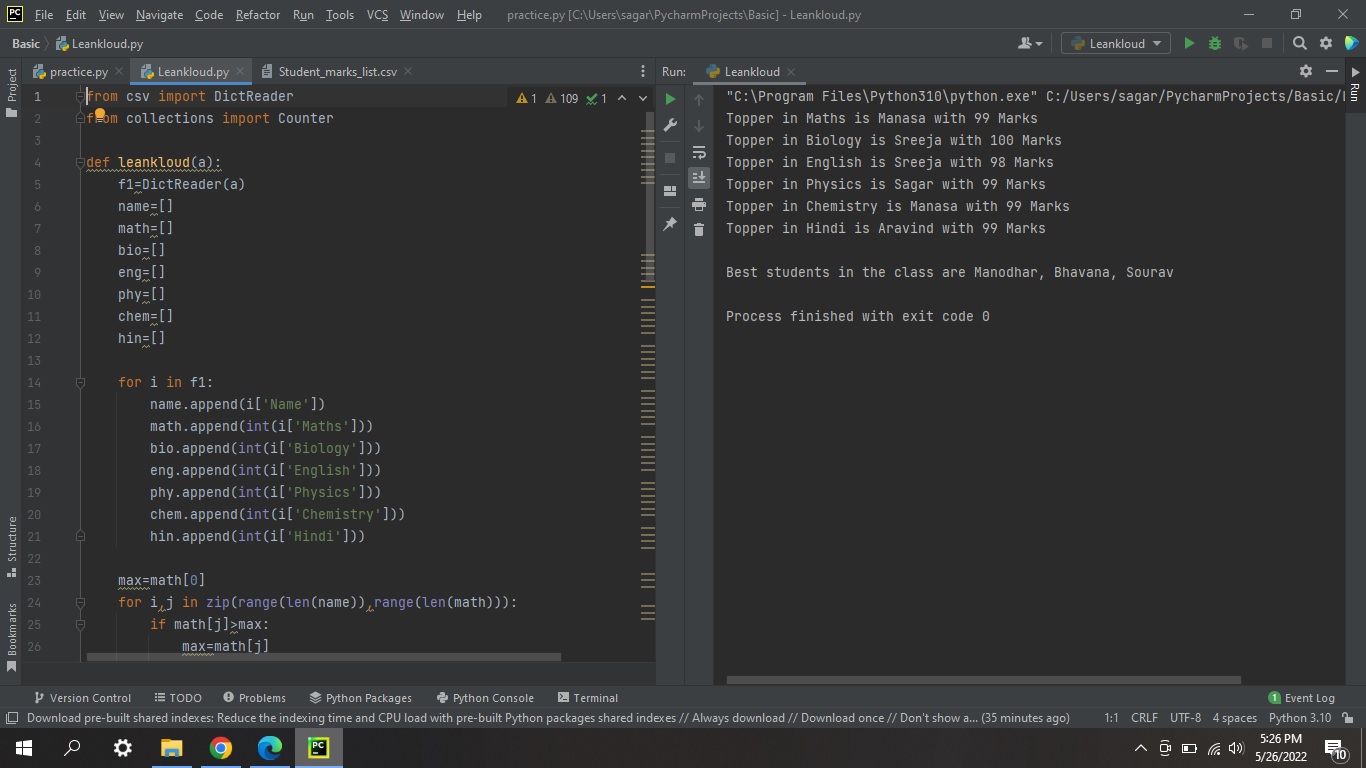 PC File Edit View Navigate Code Refactor Run Tools VCS Window Help practice.py [C:\Users\sagar\PycharmProjects\Basic] - Leankloud.py
Basic Leankloud.py Leankloud
Project
practice.py Leankloud.py Student_marks_list.csv
Run: Leankloud
Run
1 109 1
1 from csv import DictReader
2 from collections import Counter
3
4 def leankloud(a):
5 f1=DictReader(a)
6 name=[]
7 math=[]
8 bio=[]
9 eng=[]
10 phy=[]
11 chem=[]
12 hin=[]
13
14 for i in f1:
15 name.append(i['Name'])
16 math.append(int(i['Maths']))
17 bio.append(int(i['Biology']))
18 eng.append(int(i['English']))
19 phy.append(int(i['Physics']))
20 chem.append(int(i['Chemistry']))
21 hin.append(int(i['Hindi']))
22
23 max=math[0]
24 for i,j in zip(range(len(name)),range(len(math))):
25 if math[j]>max:
26 max=math[j]
"C:\Program Files\Python310\python.exe" C:/Users/sagar/PycharmProjects/Basic/
Topper in Maths is Manasa with 99 Marks
Topper in Biology is Sreeja with 100 Marks
Topper in English is Sreeja with 98 Marks
Topper in Physics is Sagar with 99 Marks
Topper in Chemistry is Manasa with 99 Marks
Topper in Hindi is Aravind with 99 Marks
Best students in the class are Manodhar, Bhavana, Sourav
Process finished with exit code 0
Structure
Bookmarks
Version Control TODO Problems Python Packages Python Console Terminal 1 Event Log
Download pre-built shared indexes: Reduce the indexing time and CPU load with pre-built Python packages shared indexes // Always download // Download once // Don't show a... (35 minutes ago) 1:1 CRLF UTF-8 4 spaces Python 3.10
PC
5:26 PM
5/26/2022
10